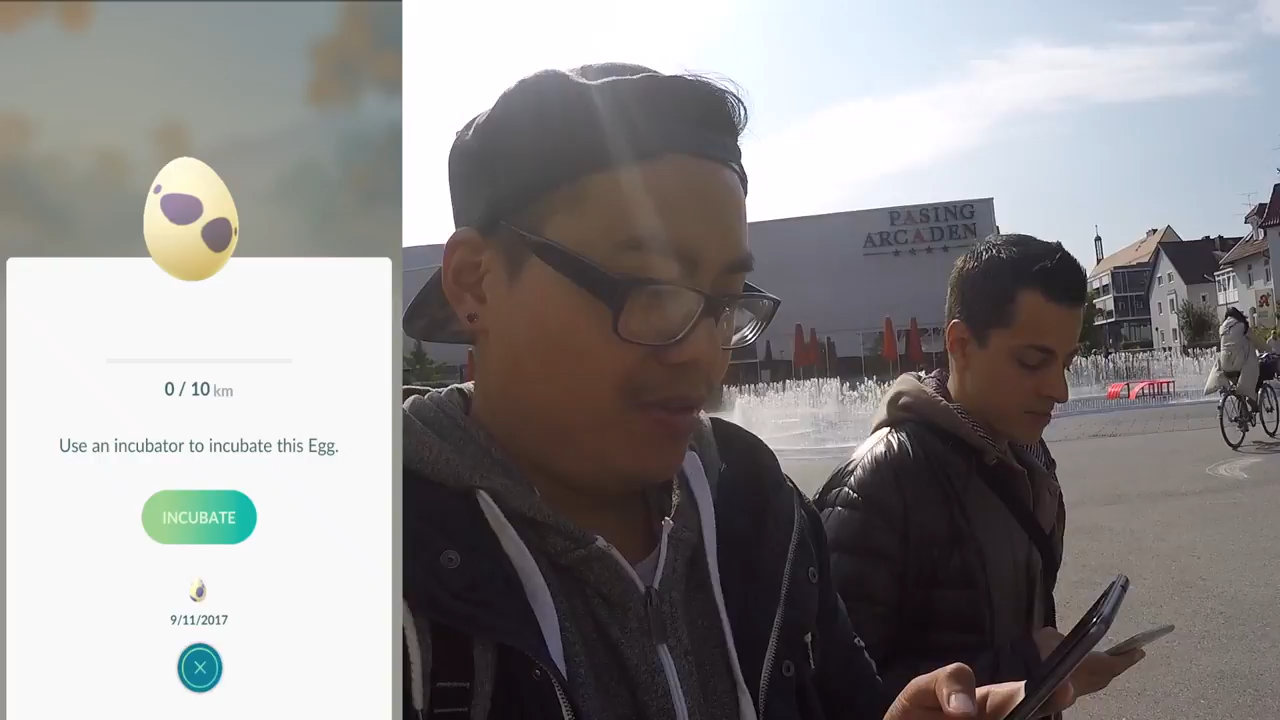 0 / 10 km
Use an incubator to incubate this Egg.
INCUBATE
9/11/2017
PASING
ARCADEN